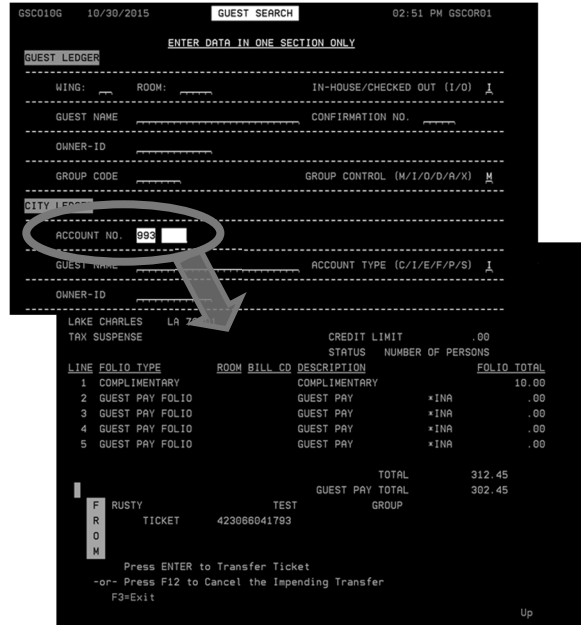 GSCO10G 10/30/2015 GUEST SEARCH 02:51 PM GSCOR01
ENTER DATA IN ONE SECTION ONLY
GUEST LEDGER
WING: ROOM: IN-HOUSE/CHECKED OUT (I/O) I
GUEST NAME CONFIRMATION NO.
OWNER-ID
GROUP CODE GROUP CONTROL (M/I/O/D/A/X) M
CITY LEDGER
ACCOUNT NO. 993
GUEST NAME ACCOUNT TYPE (C/I/E/F/P/S) I
OWNER-ID
LAKE CHARLES LA
TAX SUSPENSE CREDIT LIMIT .00
STATUS NUMBER OF PERSONS
LINE FOLIO TYPE ROOM BILL CD DESCRIPTION FOLIO TOTAL
1 COMPLIMENTARY COMPLIMENTARY 10.00
2 GUEST PAY FOLIO GUEST PAY *INA .00
3 GUEST PAY FOLIO GUEST PAY *INA .00
4 GUEST PAY FOLIO GUEST PAY *INA .00
5 GUEST PAY FOLIO GUEST PAY *INA .00
TOTAL 312.45
GUEST PAY TOTAL 302.45
F RUSTY TEST GROUP
R TICKET 423066041793
O
M
Press ENTER to Transfer Ticket
-or- Press F12 to Cancel the Impending Transfer
F3=Exit
Up